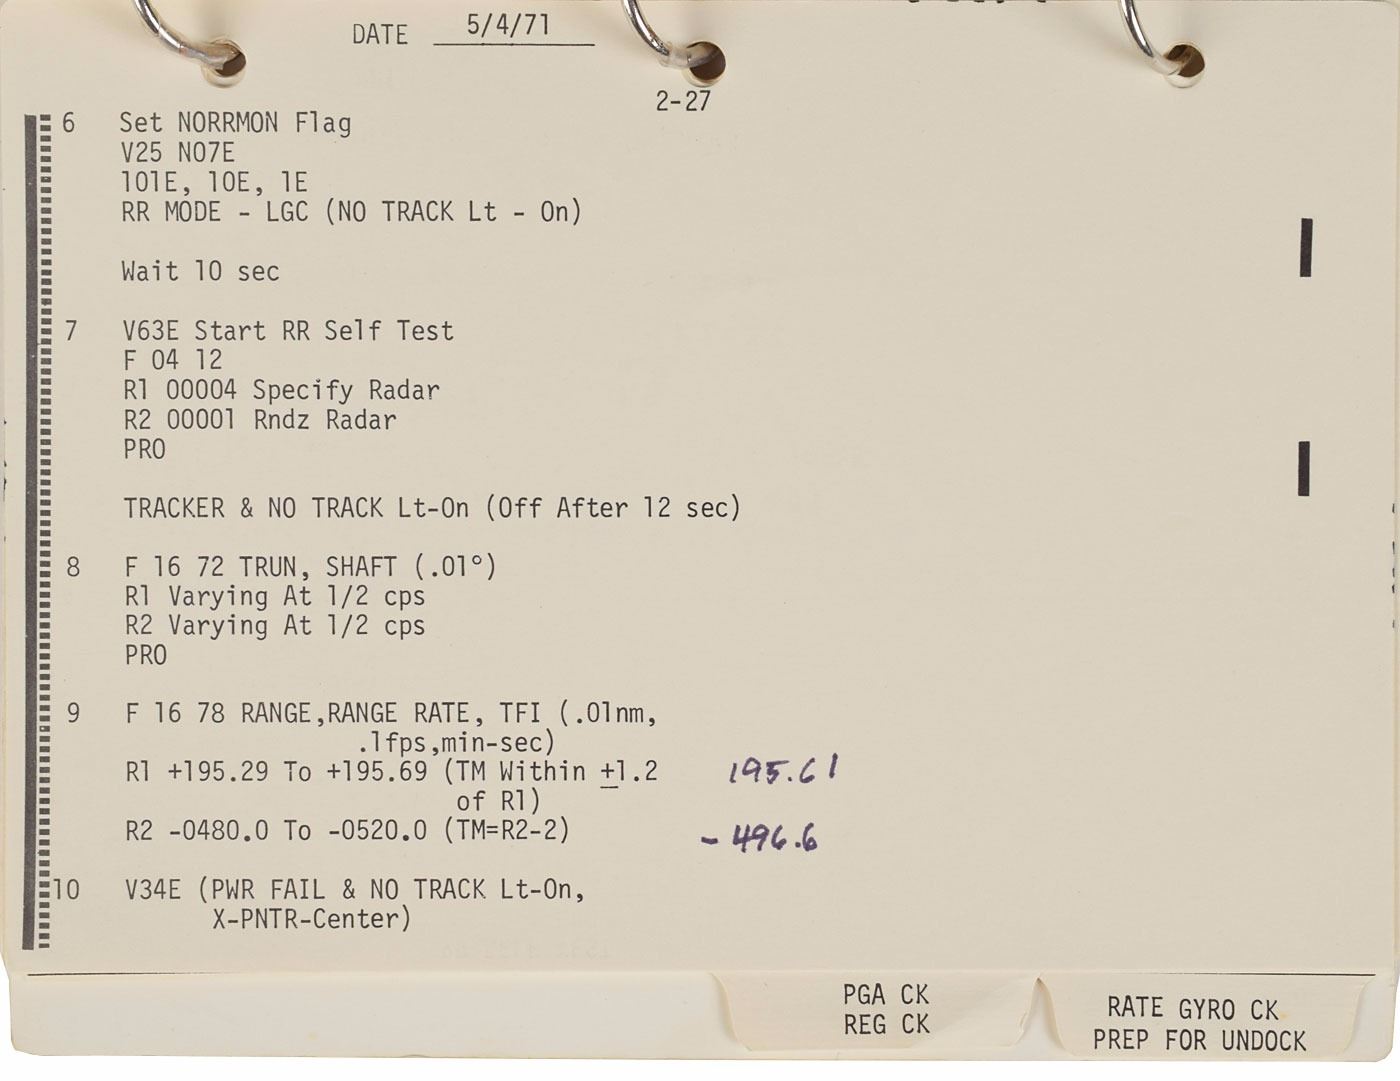 DATE 5/4/71
2-27
6 Set NORRMON Flag
V25 N07E
101E, 10E, 1E
RR MODE - LGC (NO TRACK Lt - On)
Wait 10 sec
7 V63E Start RR Self Test
F 04 12
R1 00004 Specify Radar
R2 00001 Rndz Radar
PRO
TRACKER & NO TRACK Lt-On (Off After 12 sec)
8 F 16 72 TRUN, SHAFT (.01°)
R1 Varying At 1/2 cps
R2 Varying At 1/2 cps
PRO
9 F 16 78 RANGE,RANGE RATE, TFI (.01nm,
.1fps,min-sec)
R1 +195.29 To +195.69 (TM Within ±1.2 195.61
of R1)
R2 -0480.0 To -0520.0 (TM=R2-2) -496.6
10 V34E (PWR FAIL & NO TRACK Lt-On,
X-PNTR-Center)
PGA CK
REG CK
RATE GYRO CK
PREP FOR UNDOCK